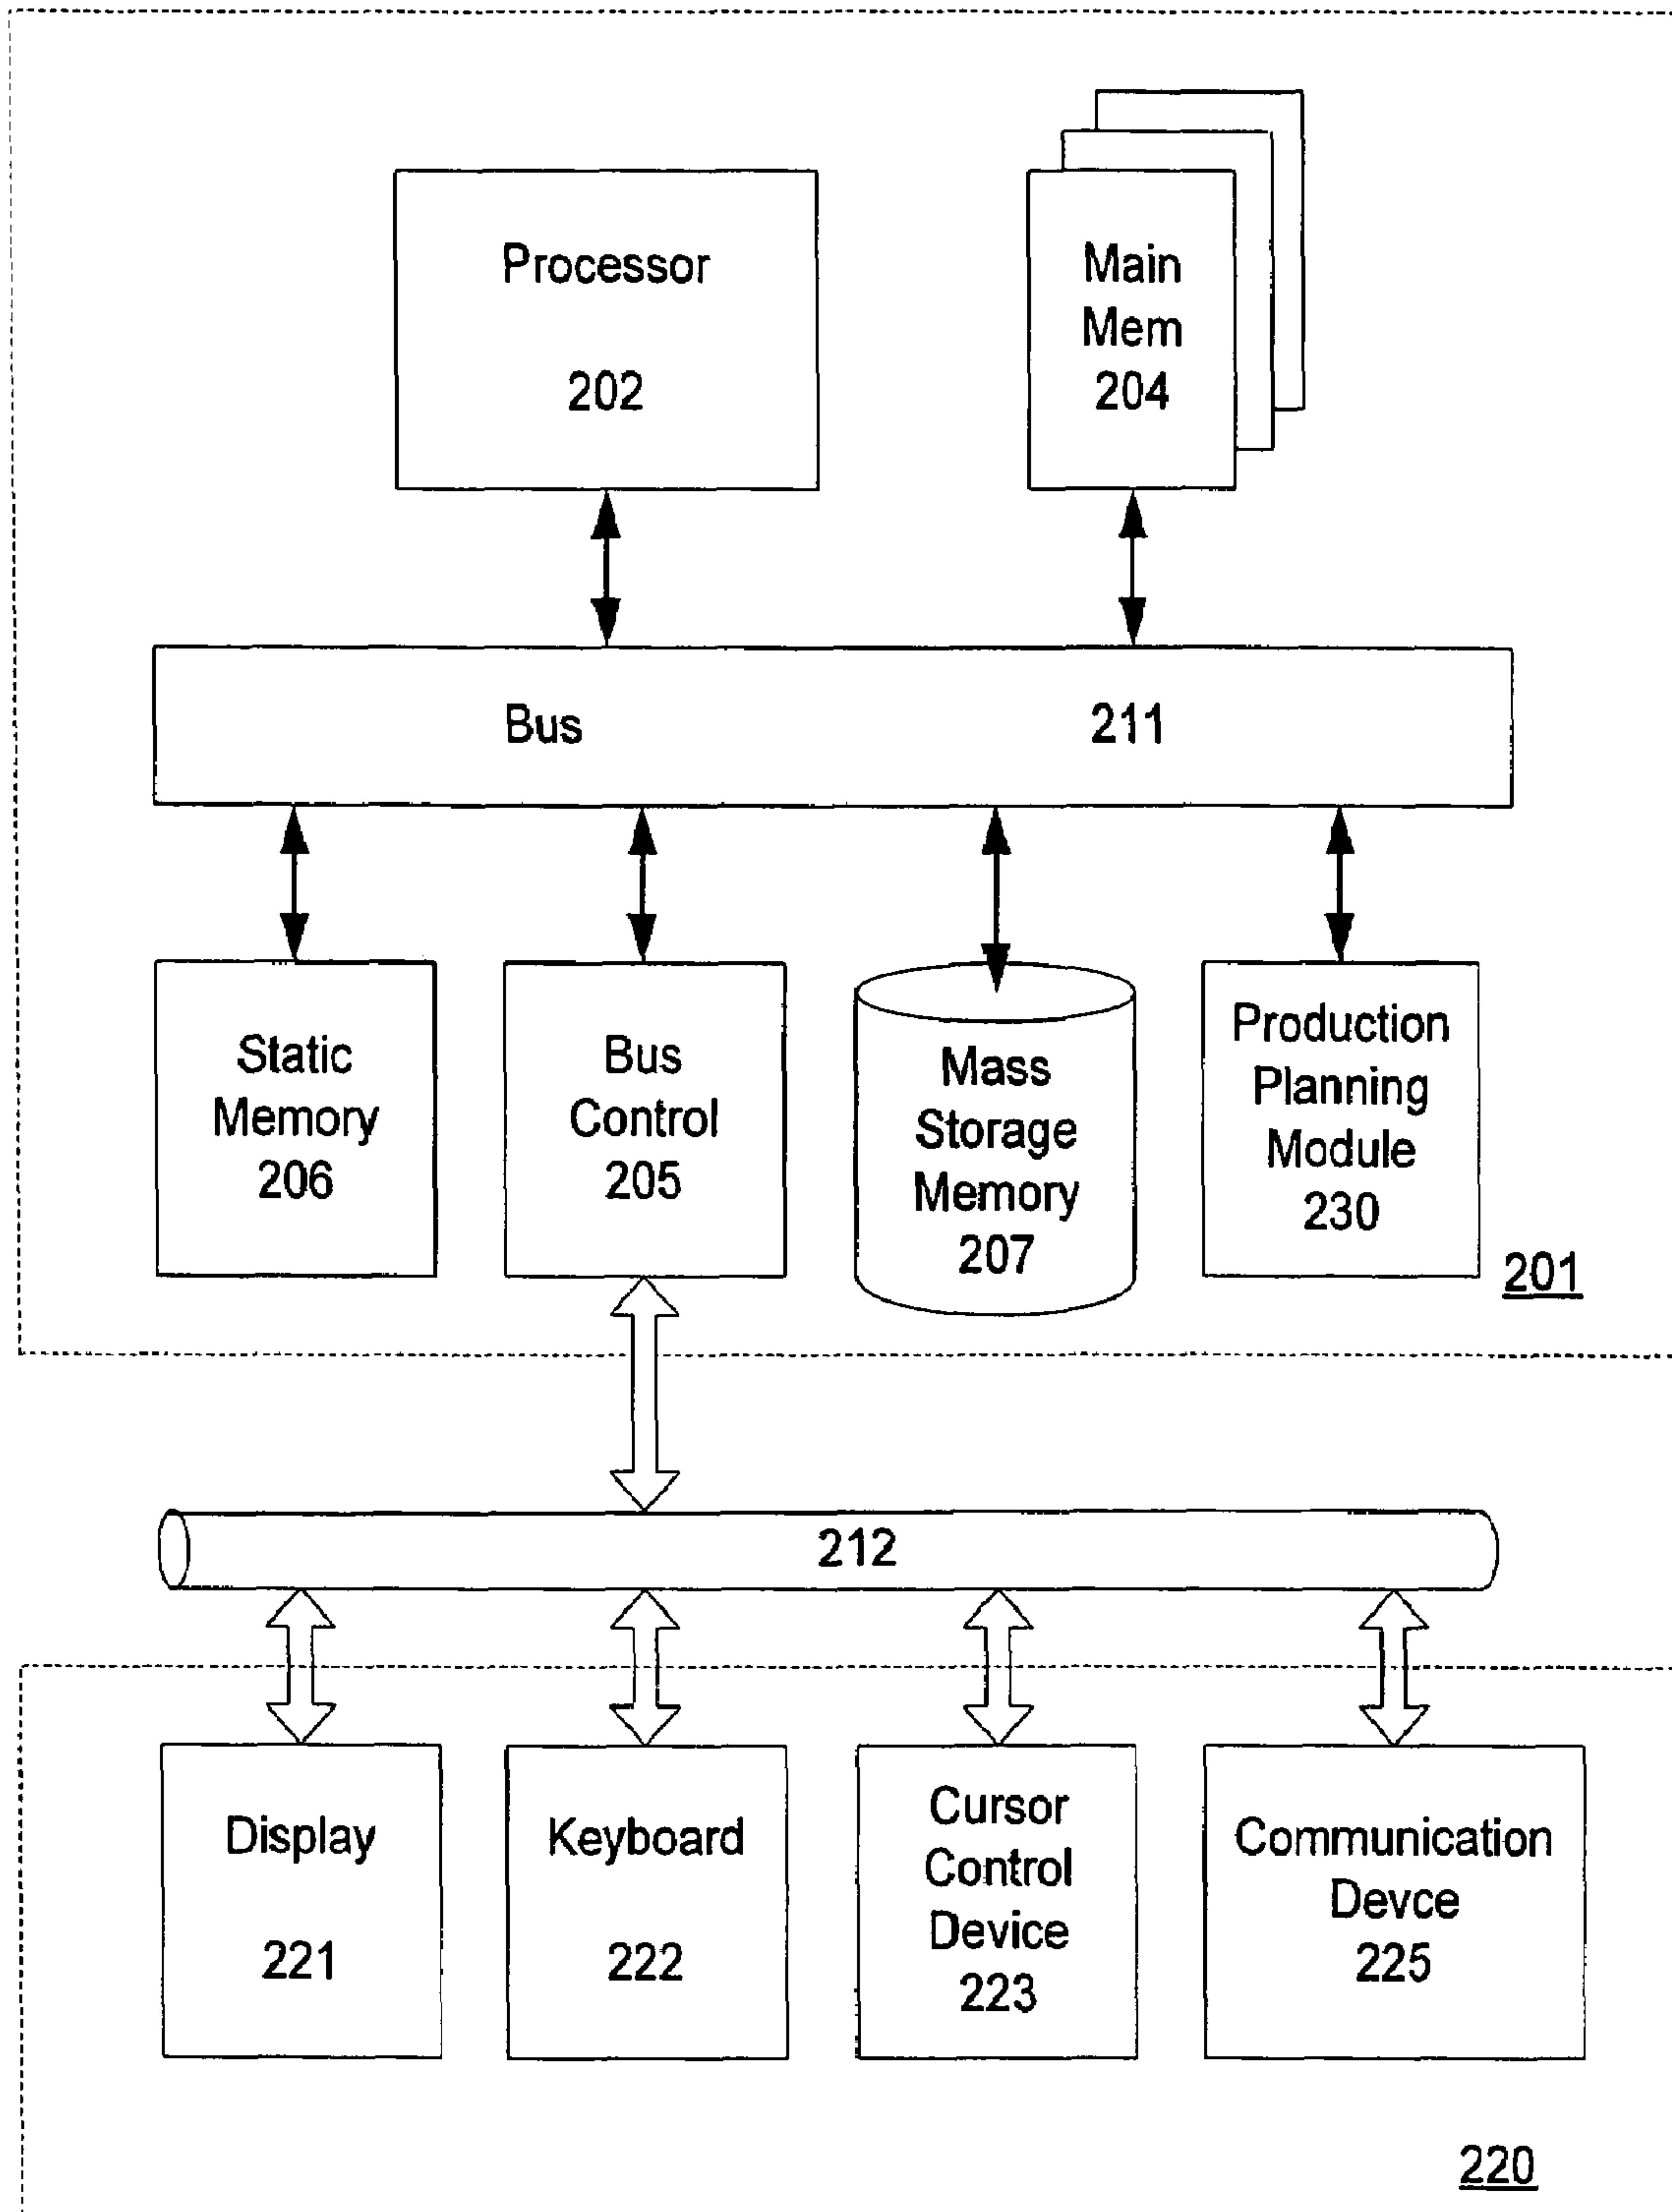 Processor
202
Main
Mem
204
Bus 211
Static
Memory
206
Bus
Control
205
Mass
Storage
Memory
207
Production
Planning
Module
230
201
212
Display
221
Keyboard
222
Cursor
Control
Device
223
Communication
Devce
225
220